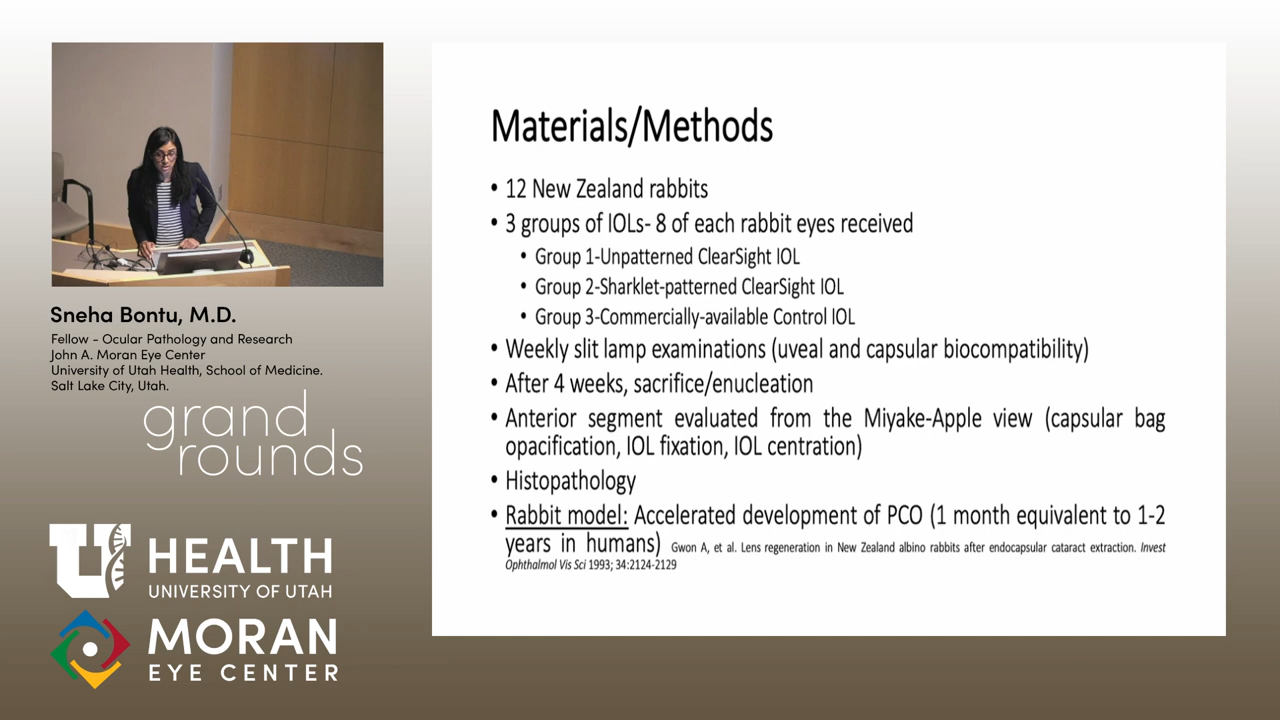 Materials/Methods
• 12 New Zealand rabbits
• 3 groups of IOLs- 8 of each rabbit eyes received
• Group 1-Unpatterned ClearSight IOL
• Group 2-Sharklet-patterned ClearSight IOL
• Group 3-Commercially-available Control IOL
• Weekly slit lamp examinations (uveal and capsular biocompatibility)
• After 4 weeks, sacrifice/enucleation
• Anterior segment evaluated from the Miyake-Apple view (capsular bag
opacification, IOL fixation, IOL centration)
• Histopathology
• Rabbit model: Accelerated development of PCO (1 month equivalent to 1-2
years in humans) Gwon A, et al. Lens regeneration in New Zealand albino rabbits after endocapsular cataract extraction. Invest
Ophthalmol Vis Sci 1993; 34:2124-2129
Sneha Bontu, M.D.
Fellow - Ocular Pathology and Research
John A. Moran Eye Center
University of Utah Health, School of Medicine.
Salt Lake City, Utah.
grand
rounds
U HEALTH
UNIVERSITY OF UTAH
MORAN
EYE CENTER